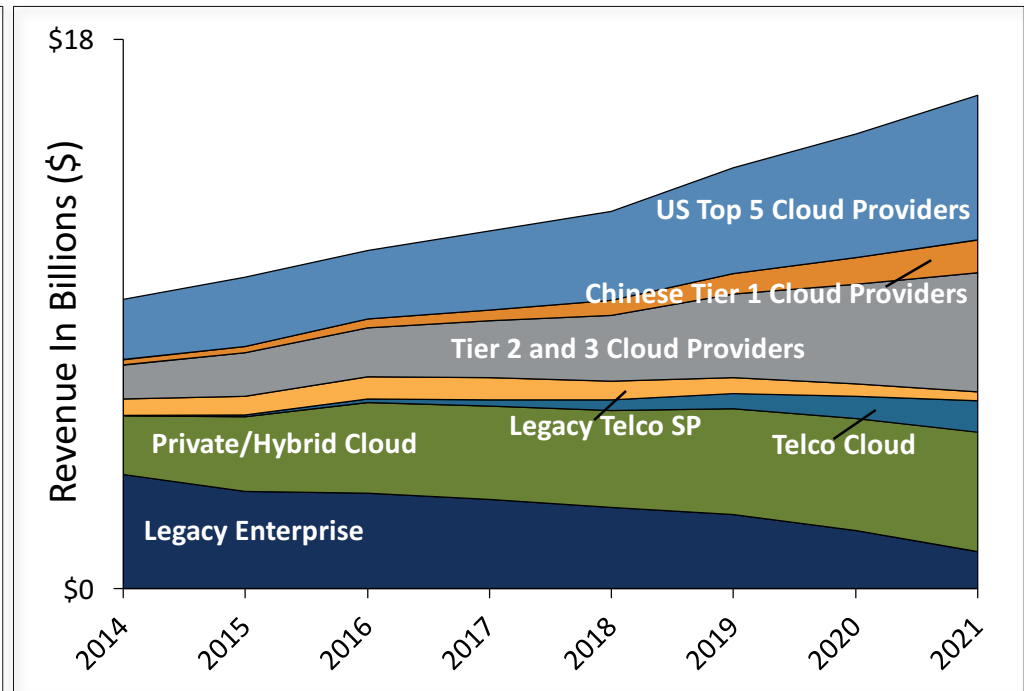 $18
Revenue In Billions ($)
US Top 5 Cloud Providers
Chinese Tier 1 Cloud Providers
Tier 2 and 3 Cloud Providers
Legacy Telco SP
Private/Hybrid Cloud
Telco Cloud
Legacy Enterprise
$0
2014
2015
2016
2017
2018
2019
2020
2021